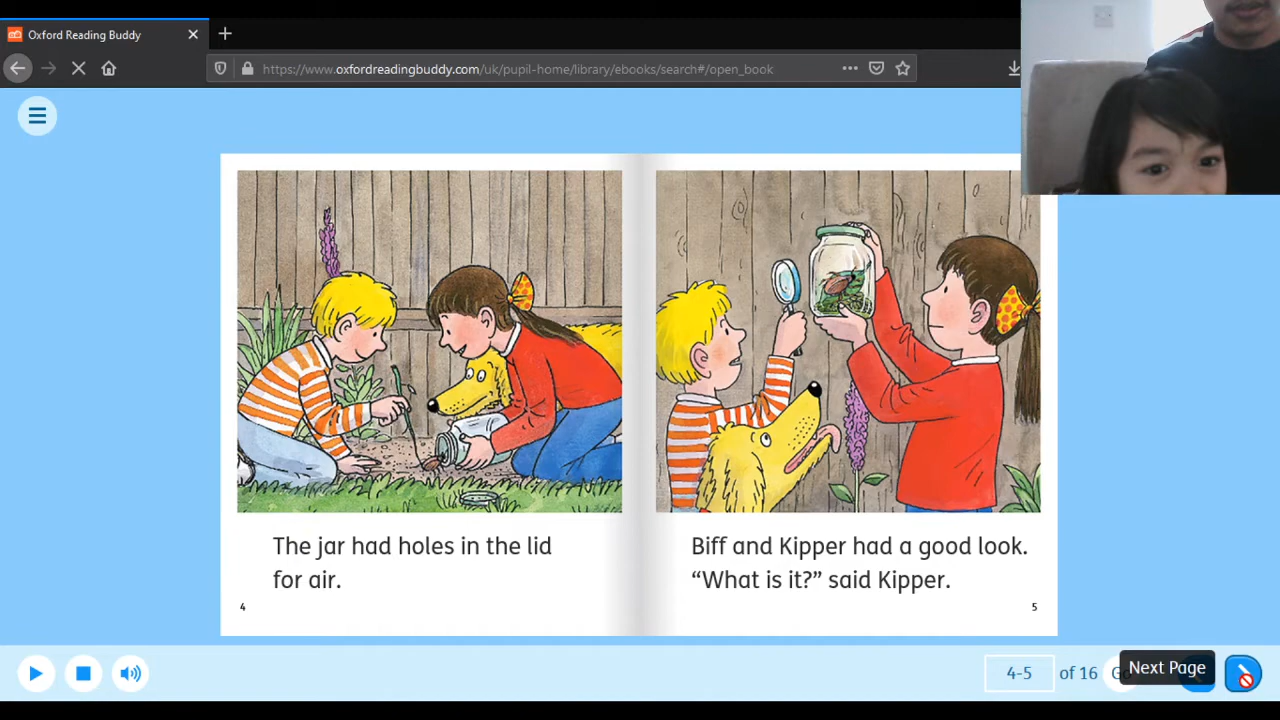 Oxford Reading Buddy
https://www.oxfordreadingbuddy.com/uk/pupil-home/library/ebooks/search#/open_book
The jar had holes in the lid
for air.
4
Biff and Kipper had a good look.
“What is it?” said Kipper.
5
4-5 of 16
Next Page